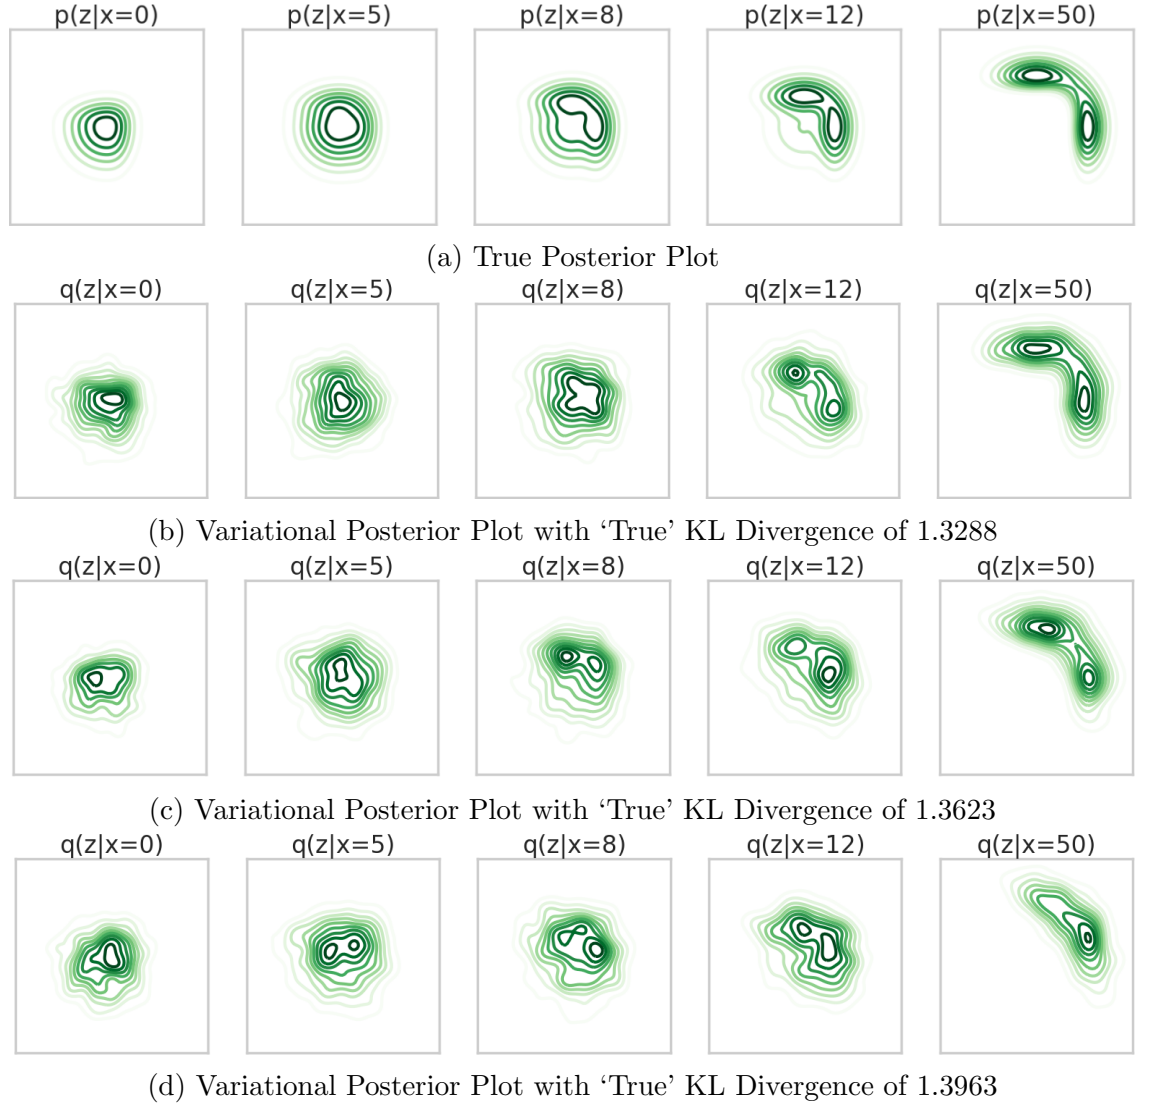 p(z|x=0) p(z|x=5) p(z|x=8) p(z|x=12) p(z|x=50)
(a) True Posterior Plot
q(z|x=0) q(z|x=5) q(z|x=8) q(z|x=12) q(z|x=50)
(b) Variational Posterior Plot with ‘True’ KL Divergence of 1.3288
q(z|x=0) q(z|x=5) q(z|x=8) q(z|x=12) q(z|x=50)
(c) Variational Posterior Plot with ‘True’ KL Divergence of 1.3623
q(z|x=0) q(z|x=5) q(z|x=8) q(z|x=12) q(z|x=50)
(d) Variational Posterior Plot with ‘True’ KL Divergence of 1.3963